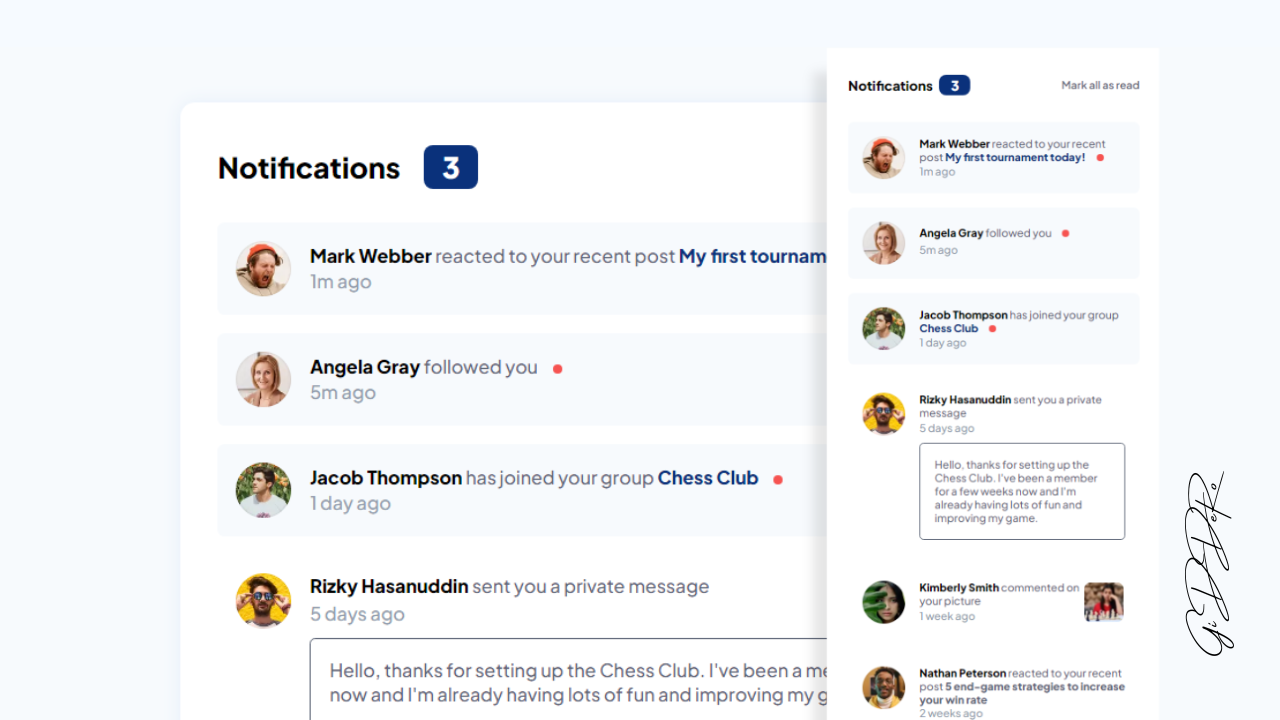 Notifications 3
Mark Webber reacted to your recent post My first tournam
1m ago
Angela Gray followed you
5m ago
Jacob Thompson has joined your group Chess Club
1 day ago
Rizky Hasanuddin sent you a private message
5 days ago
Hello, thanks for setting up the Chess Club. I've been a me
now and I'm already having lots of fun and improving my g
Notifications 3 Mark all as read
Mark Webber reacted to your recent
post My first tournament today!
1m ago
Angela Gray followed you
5m ago
Jacob Thompson has joined your group
Chess Club
1 day ago
Rizky Hasanuddin sent you a private
message
5 days ago
Hello, thanks for setting up the
Chess Club. I've been a member
for a few weeks now and I'm
already having lots of fun and
improving my game.
Kimberly Smith commented on
your picture
1 week ago
Nathan Peterson reacted to your recent
post 5 end-game strategies to increase
your win rate
2 weeks ago